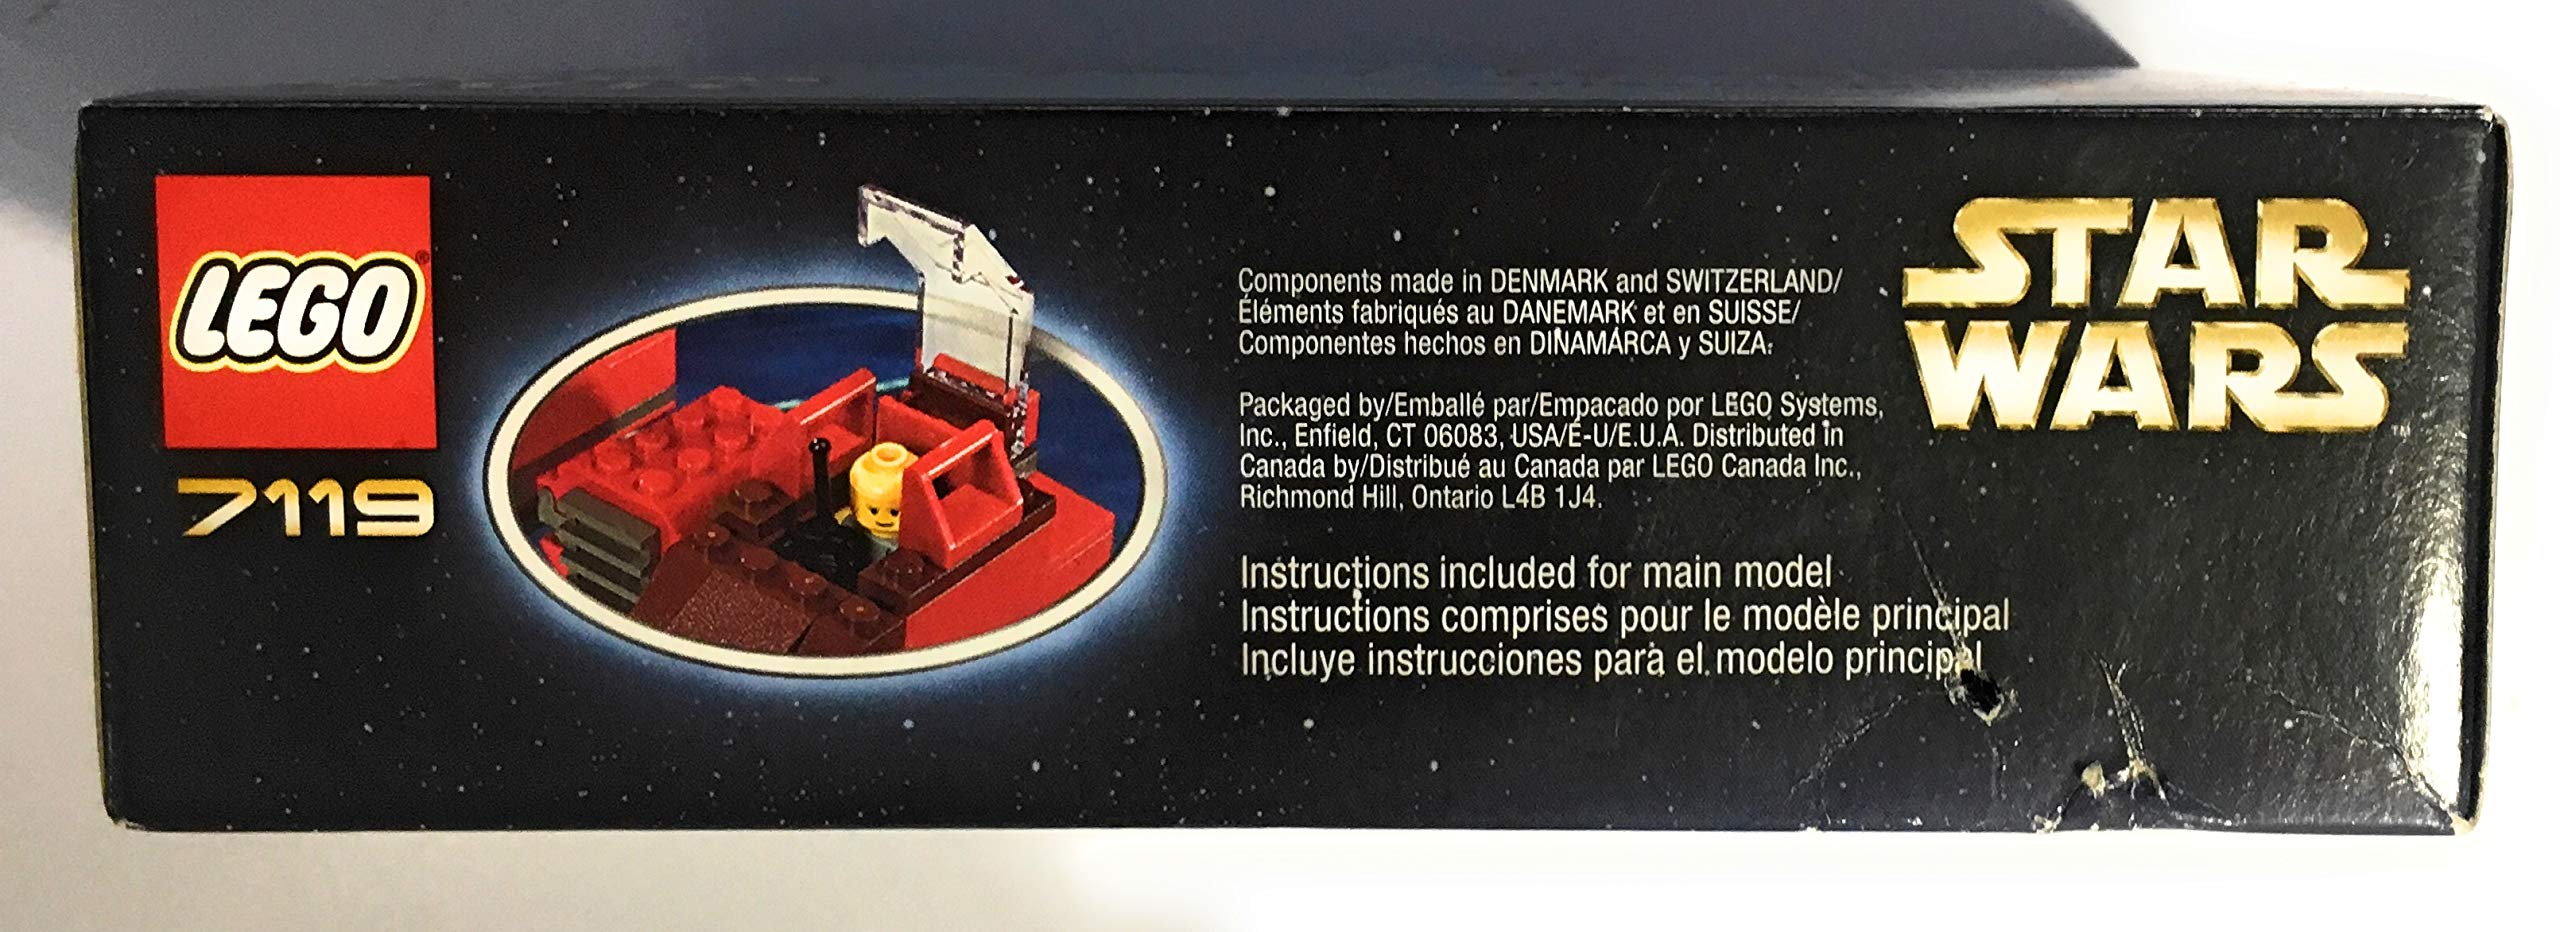 LEGO®
7119
Components made in DENMARK and SWITZERLAND/
Éléments fabriqués au DANEMARK et en SUISSE/
Componentes hechos en DINAMARCA y SUIZA.
Packaged by/Emballé par/Empacado por LEGO Systems,
Inc., Enfield, CT 06083, USA/É-U/E.U.A. Distributed in
Canada by/Distribué au Canada par LEGO Canada Inc.,
Richmond Hill, Ontario L4B 1J4.
Instructions included for main model
Instructions comprises pour le modèle principal
Incluye instrucciones para el modelo principal
STAR
WARS